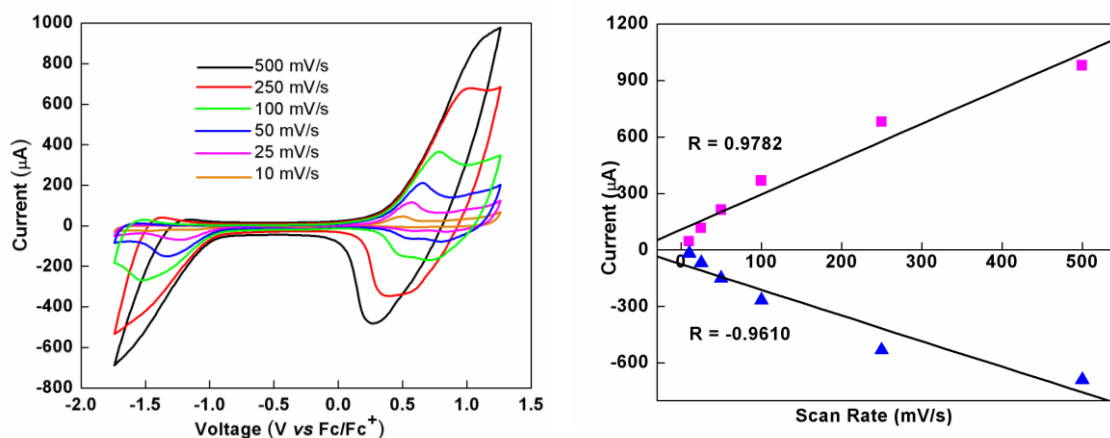 1000
800
600
400
200
0
-200
-400
-600
-800
Current (µA)
500 mV/s
250 mV/s
100 mV/s
50 mV/s
25 mV/s
10 mV/s
-2.0 -1.5 -1.0 -0.5 0.0 0.5 1.0 1.5
Voltage (V vs Fc/Fc⁺)
1200
900
600
300
0
-300
-600
Current (µA)
R = 0.9782
0 100 200 300 400 500
R = -0.9610
Scan Rate (mV/s)